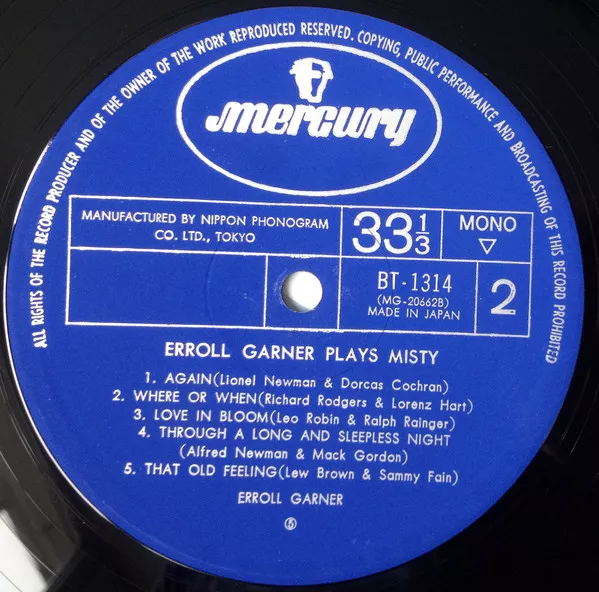 ALL RIGHTS OF THE RECORD PRODUCER AND OF THE OWNER OF THE WORK REPRODUCED RESERVED. COPYING, PUBLIC PERFORMANCE AND BROADCASTING OF THIS RECORD PROHIBITED
mercury
MANUFACTURED BY NIPPON PHONOGRAM
CO. LTD., TOKYO
33 1/3
MONO
▽
BT-1314
(MG-20662B)
MADE IN JAPAN
2
ERROLL GARNER PLAYS MISTY
1. AGAIN(Lionel Newman & Dorcas Cochran)
2. WHERE OR WHEN(Richard Rodgers & Lorenz Hart)
3. LOVE IN BLOOM(Leo Robin & Ralph Rainger)
4. THROUGH A LONG AND SLEEPLESS NIGHT
(Alfred Newman & Mack Gordon)
5. THAT OLD FEELING(Lew Brown & Sammy Fain)
ERROLL GARNER